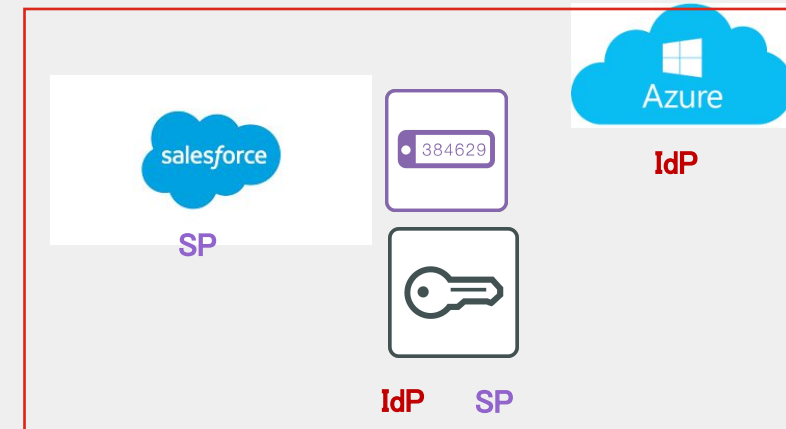 Azure
384629
salesforce
IdP
SP
IdP SP